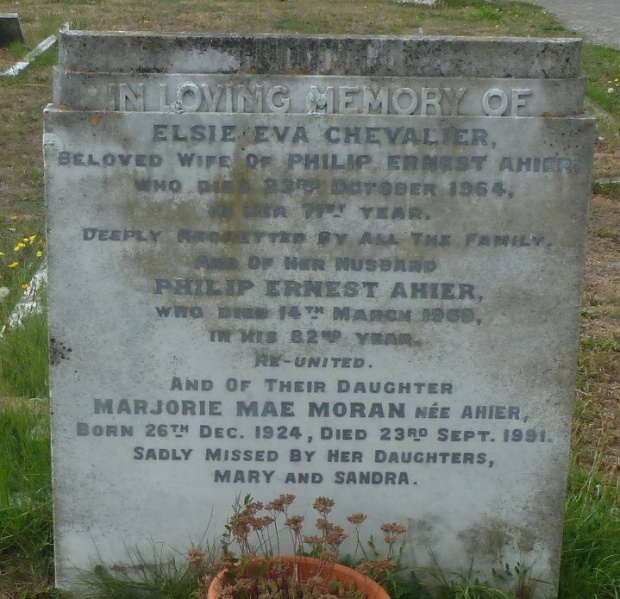 IN LOVING MEMORY OF
ELSIE EVA CHEVALIER,
BELOVED WIFE OF PHILIP ERNEST AHIER,
WHO DIED 23RD OCTOBER 1964,
IN HER 71ST YEAR.
DEEPLY REGRETTED BY ALL THE FAMILY.
AND OF HER HUSBAND
PHILIP ERNEST AHIER,
WHO DIED 14TH MARCH
IN HIS 82ND YEAR.
RE-UNITED.
AND OF THEIR DAUGHTER
MARJORIE MAE MORAN NÉE AHIER,
BORN 26TH DEC. 1924, DIED 23RD SEPT. 1991.
SADLY MISSED BY HER DAUGHTERS,
MARY AND SANDRA.